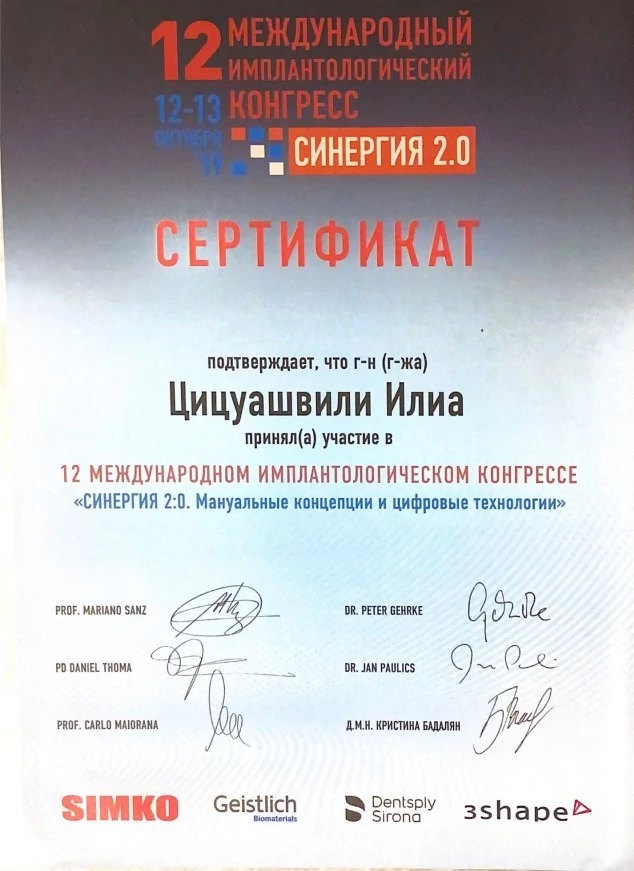 12 МЕЖДУНАРОДНЫЙ
ИМПЛАНТОЛОГИЧЕСКИЙ
КОНГРЕСС
12-13
ОКТЯБРЯ
'19
СИНЕРГИЯ 2.0
СЕРТИФИКАТ
подтверждает, что г-н (г-жа)
Цицуашвили Илиа
принял(а) участие в
12 МЕЖДУНАРОДНОМ ИМПЛАНТОЛОГИЧЕСКОМ КОНГРЕССЕ
«СИНЕРГИЯ 2:0. Мануальные концепции и цифровые технологии»
PROF. MARIANO SANZ
DR. PETER GEHRKE
PD DANIEL THOMA
DR. JAN PAULICS
PROF. CARLO MAIORANA
Д.М.Н. КРИСТИНА БАДАЛЯН
SIMKO
Geistlich
Biomaterials
Dentsply
Sirona
3shape